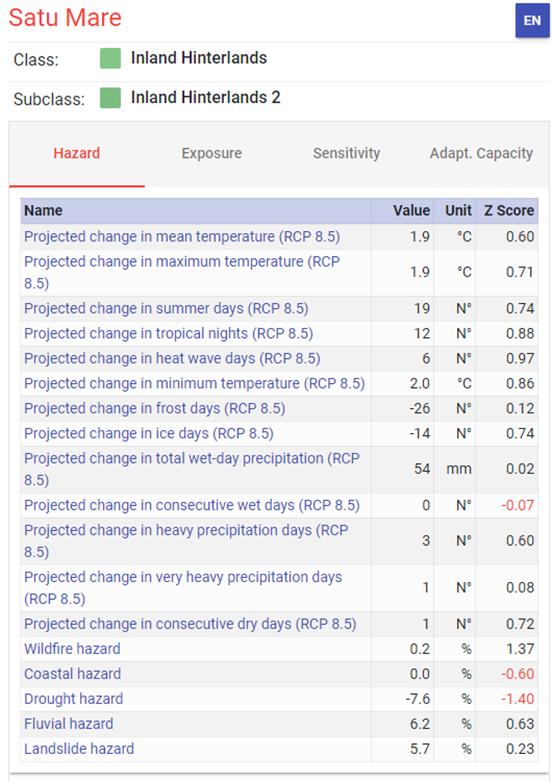 Satu Mare
EN
Class: Inland Hinterlands
Subclass: Inland Hinterlands 2
Hazard Exposure Sensitivity Adapt. Capacity
Name Value Unit Z Score
Projected change in mean temperature (RCP 8.5) 1.9 °C 0.60
Projected change in maximum temperature (RCP
8.5) 1.9 °C 0.71
Projected change in summer days (RCP 8.5) 19 N° 0.74
Projected change in tropical nights (RCP 8.5) 12 N° 0.88
Projected change in heat wave days (RCP 8.5) 6 N° 0.97
Projected change in minimum temperature (RCP 8.5) 2.0 °C 0.86
Projected change in frost days (RCP 8.5) -26 N° 0.12
Projected change in ice days (RCP 8.5) -14 N° 0.74
Projected change in total wet-day precipitation (RCP
8.5) 54 mm 0.02
Projected change in consecutive wet days (RCP 8.5) 0 N° -0.07
Projected change in heavy precipitation days (RCP
8.5) 3 N° 0.60
Projected change in very heavy precipitation days
(RCP 8.5) 1 N° 0.08
Projected change in consecutive dry days (RCP 8.5) 1 N° 0.72
Wildfire hazard 0.2 % 1.37
Coastal hazard 0.0 % -0.60
Drought hazard -7.6 % -1.40
Fluvial hazard 6.2 % 0.63
Landslide hazard 5.7 % 0.23